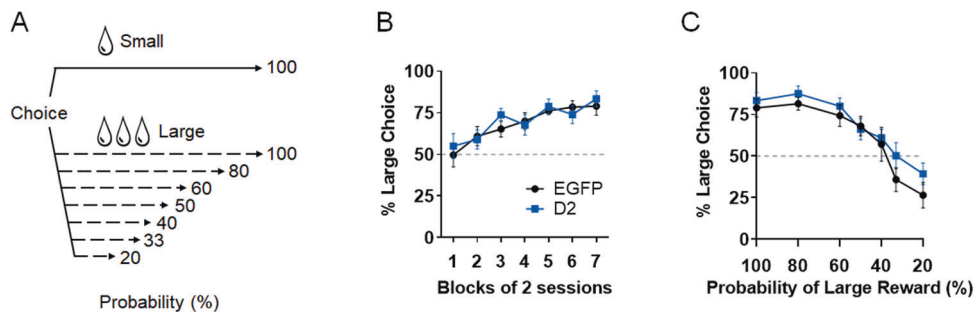 A
Small
100
Choice
Large
100
80
60
50
40
33
20
Probability (%)
B
% Large Choice
100
75
50
25
0
EGFP
D2
1 2 3 4 5 6 7
Blocks of 2 sessions
C
% Large Choice
100
75
50
25
0
100 80 60 40 20
Probability of Large Reward (%)